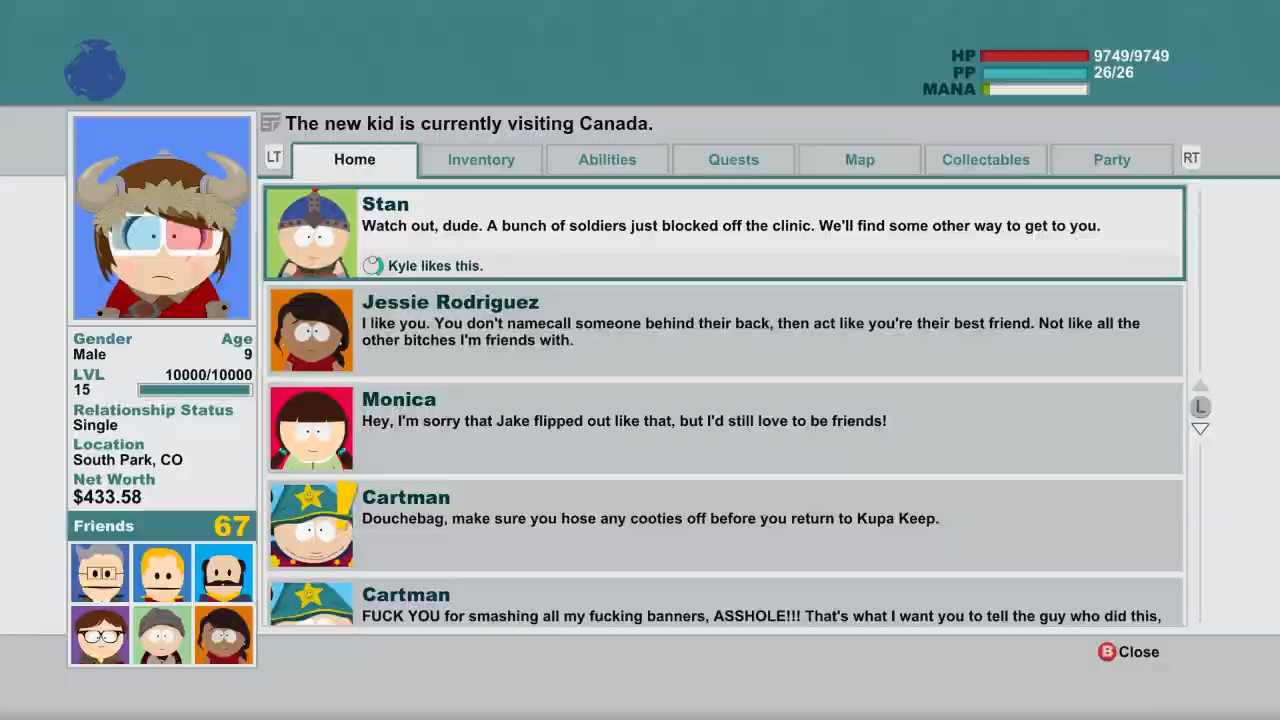 HP 9749/9749
PP 26/26
MANA
The new kid is currently visiting Canada.
LT Home Inventory Abilities Quests Map Collectables Party RT
Gender Age
Male 9
LVL 10000/10000
15
Relationship Status
Single
Location
South Park, CO
Net Worth
$433.58
Friends 67
Stan
Watch out, dude. A bunch of soldiers just blocked off the clinic. We'll find some other way to get to you.
Kyle likes this.
Jessie Rodriguez
I like you. You don't namecall someone behind their back, then act like you're their best friend. Not like all the
other bitches I'm friends with.
Monica
Hey, I'm sorry that Jake flipped out like that, but I'd still love to be friends!
Cartman
Douchebag, make sure you hose any cooties off before you return to Kupa Keep.
Cartman
FUCK YOU for smashing all my fucking banners, ASSHOLE!!! That's what I want you to tell the guy who did this,
L
B Close